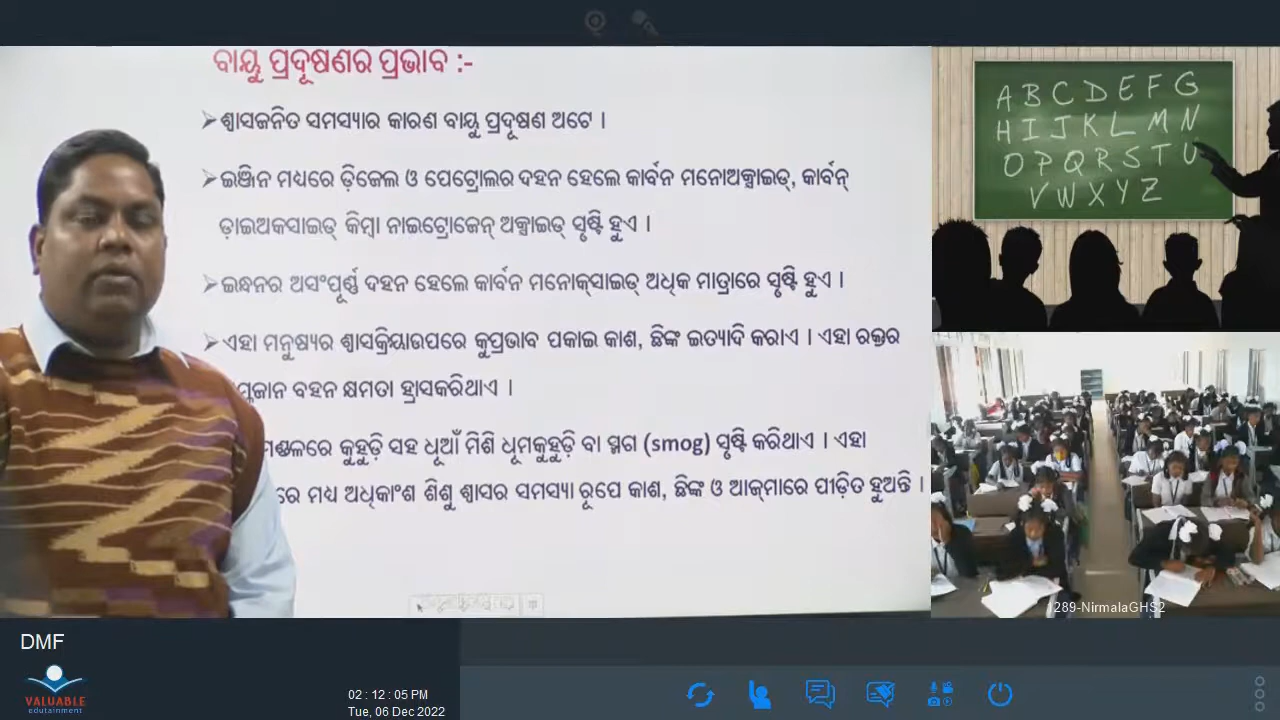 ବାୟୁ ପ୍ରଦୂଷଣର ପ୍ରଭାବ :-
➢ ଶ୍ୱାସଜନିତ ସମସ୍ୟାର କାରଣ ବାୟୁ ପ୍ରଦୂଷଣ ଅଟେ ।
➢ ଇଞ୍ଜିନ ମଧ୍ୟରେ ଡ଼ିଜେଲ ଓ ପେଟ୍ରୋଲର ଦହନ ହେଲେ କାର୍ବନ ମନୋଅକ୍ସାଇଡ୍, କାର୍ବନ୍
ଡ଼ାଇଅକସାଇଡ୍ କିମ୍ବା ନାଇଟ୍ରୋଜେନ୍ ଅକ୍ସାଇଡ୍ ସୃଷ୍ଟି ହୁଏ ।
➢ ଇନ୍ଧନର ଅସଂପୂର୍ଣ୍ଣ ଦହନ ହେଲେ କାର୍ବନ ମନୋକ୍‌ସାଇଡ୍ ଅଧିକ ମାତ୍ରାରେ ସୃଷ୍ଟି ହୁଏ ।
➢ ଏହା ମନୁଷ୍ୟର ଶ୍ୱାସକ୍ରିୟାଉପରେ କୁପ୍ରଭାବ ପକାଇ କାଶ, ଛିଙ୍କ ଇତ୍ୟାଦି କରାଏ । ଏହା ରକ୍ତର
ବହନ କ୍ଷମତା ହ୍ରାସକରିଥାଏ ।
କୁହୁଡ଼ି ସହ ଧୂଆଁ ମିଶି ଧୂମକୁହୁଡ଼ି ବା ସ୍ମଗ (smog) ସୃଷ୍ଟି କରିଥାଏ । ଏହା
ମଧ୍ୟ ଅଧିକାଂଶ ଶିଶୁ ଶ୍ୱାସର ସମସ୍ୟା ରୂପେ କାଶ, ଛିଙ୍କ ଓ ଆଜ୍‌ମାରେ ପୀଡ଼ିତ ହୁଅନ୍ତି ।
A B C D E F G
H I J K L M N
O P Q R S T U
V W X Y Z
1289-NirmalaGHS2
DMF
VALUABLE
edutainment
02 : 12 : 05 PM
Tue, 06 Dec 2022